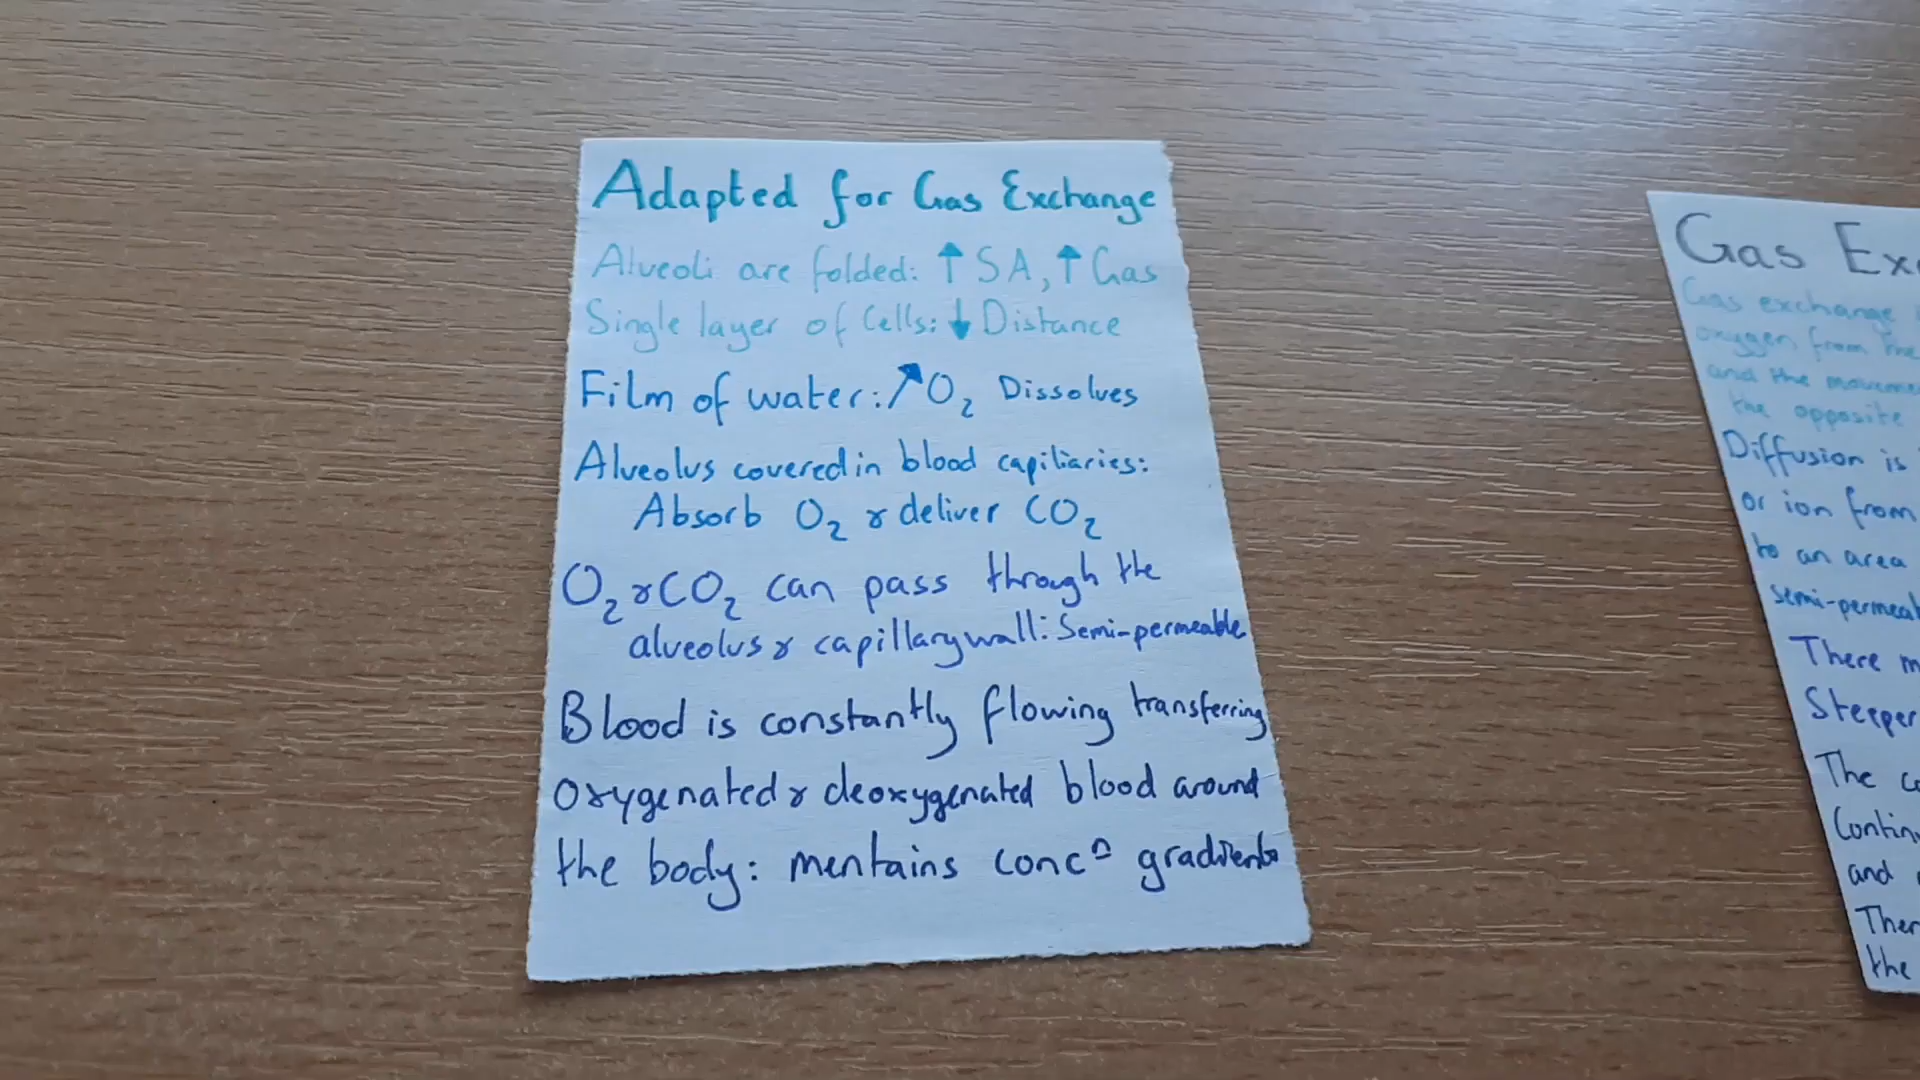 Adapted for Gas Exchange
Alveoli are folded: ↑ SA, ↑ Gas
Single layer of Cells: ↓ Distance
Film of water: ↗ O₂ Dissolves
Alveolus covered in blood capiliaries:
Absorb O₂ & deliver CO₂
O₂ & CO₂ can pass through the
alveolus & capillary wall: Semi-permeable
Blood is constantly flowing transferring
oxygenated & deoxygenated blood around
the body: mentains concⁿ gradients
Gas Exc
Gas exchange
oxygen from the
and the moveme
the opposite
Diffusion is
or ion from
to an area
semi-permeab
There m
Steeper
The co
Contin
and
Ther
the